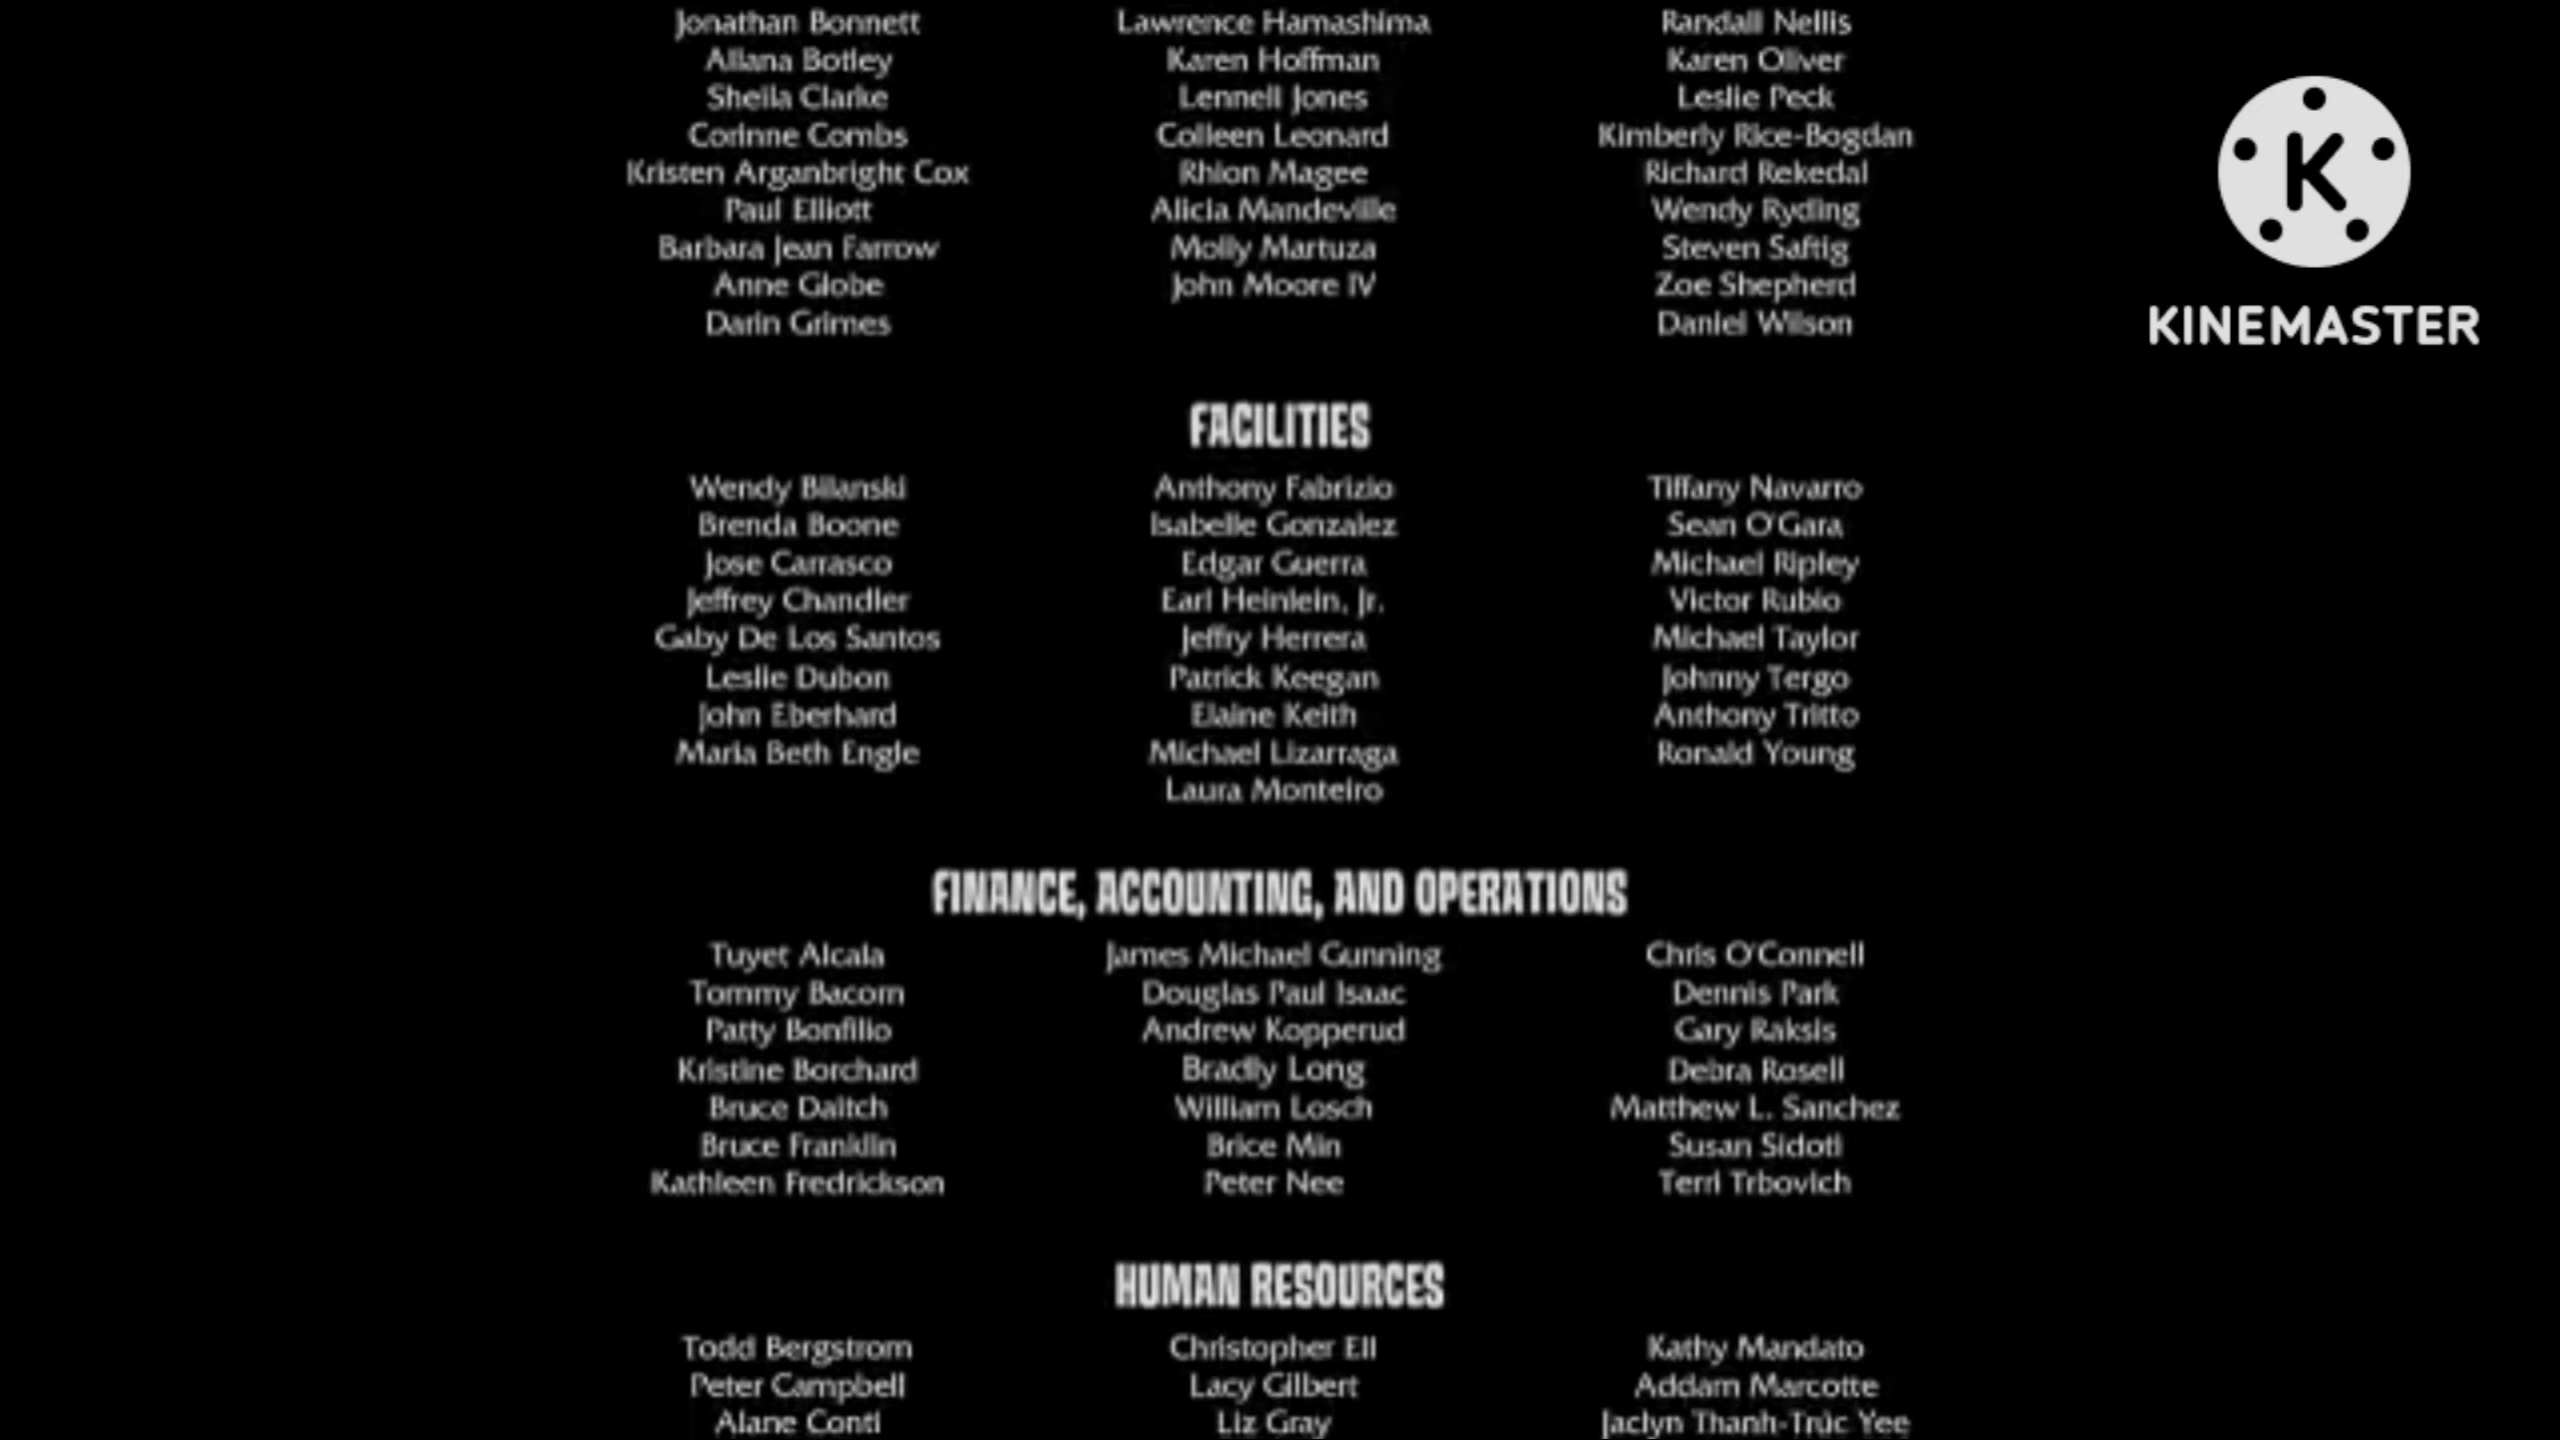 Jonathan Bonnett Lawrence Hamashima Randall Nellis
Allana Botley Karen Hoffman Karen Oliver
Sheila Clarke Lennell Jones Leslie Peck
Corinne Combs Colleen Leonard Kimberly Rice-Bogdan
Kristen Arganbright Cox Rhion Magee Richard Rekedal
Paul Elliott Alicia Mandeville Wendy Ryding
Barbara Jean Farrow Molly Martuza Steven Saftig
Anne Globe John Moore IV Zoe Shepherd
Darin Grimes Daniel Wilson
KINEMASTER
FACILITIES
Wendy Bilanski Anthony Fabrizio Tiffany Navarro
Brenda Boone Isabelle Gonzalez Sean O'Gara
Jose Carrasco Edgar Guerra Michael Ripley
Jeffrey Chandler Earl Heinlein, Jr. Victor Rubio
Gaby De Los Santos Jeffry Herrera Michael Taylor
Leslie Dubon Patrick Keegan Johnny Tergo
John Eberhard Elaine Keith Anthony Tritto
Maria Beth Engle Michael Lizarraga Ronald Young
Laura Monteiro
FINANCE, ACCOUNTING, AND OPERATIONS
Tuyet Alcala James Michael Gunning Chris O'Connell
Tommy Bacorn Douglas Paul Isaac Dennis Park
Patty Bonfilio Andrew Kopperud Gary Raksis
Kristine Borchard Bradly Long Debra Rosell
Bruce Daitch William Losch Matthew L. Sanchez
Bruce Franklin Brice Min Susan Sidoti
Kathleen Fredrickson Peter Nee Terri Trbovich
HUMAN RESOURCES
Todd Bergstrom Christopher Ell Kathy Mandato
Peter Campbell Lacy Gilbert Addam Marcotte
Alane Conti Liz Gray Jaclyn Thanh-Trúc Yee